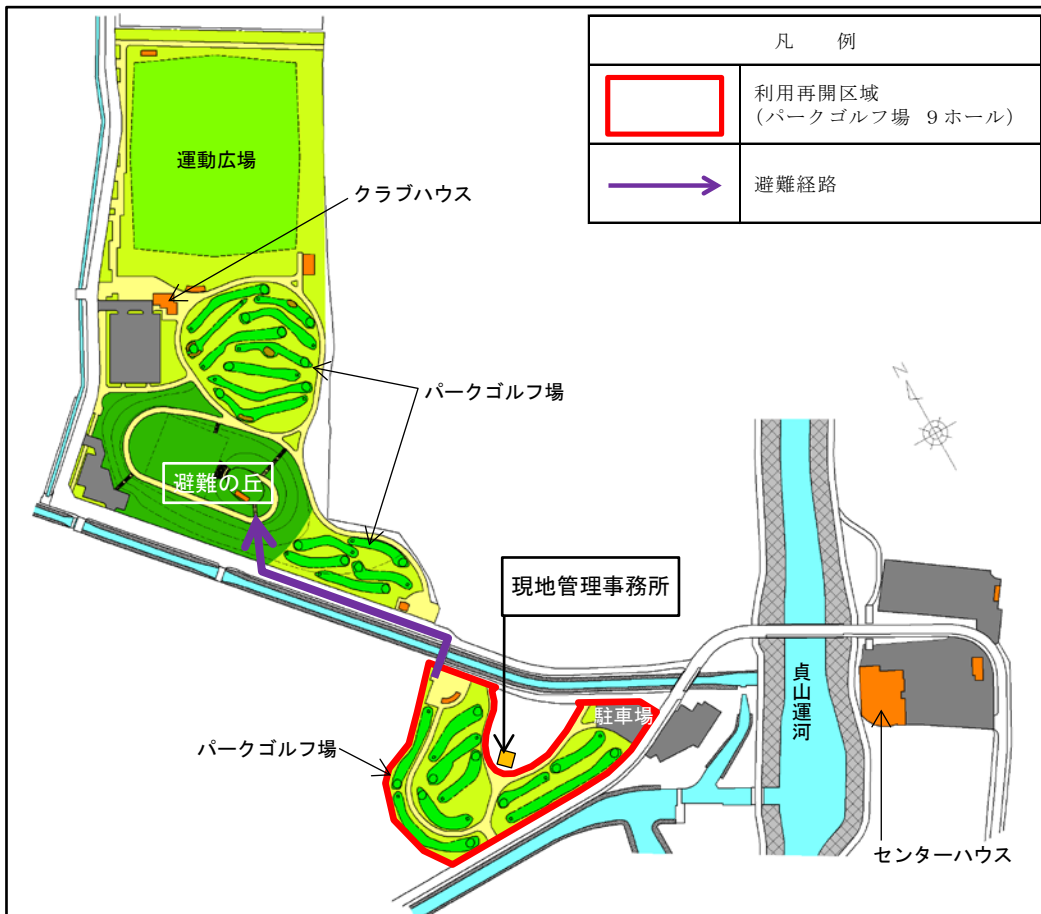 凡 例
利用再開区域
(パークゴルフ場 9ホール)
避難経路
運動広場
クラブハウス
パークゴルフ場
避難の丘
N
現地管理事務所
駐車場
貞山運河
パークゴルフ場
センターハウス